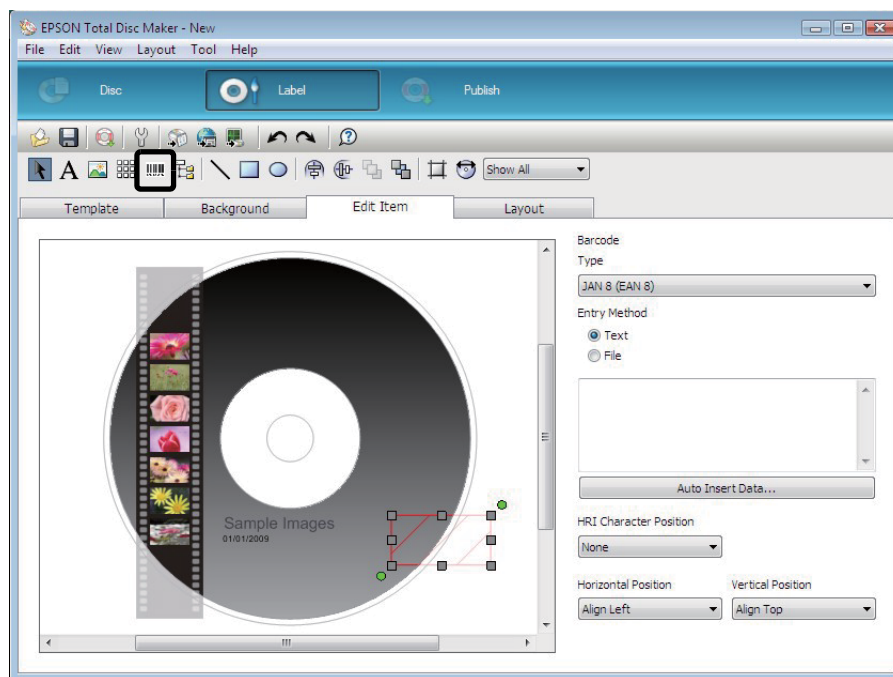 EPSON Total Disc Maker - New
File Edit View Layout Tool Help
Disc Label Publish
A Show All
Template Background Edit Item Layout
Barcode
Type
JAN 8 (EAN 8)
Entry Method
Text
File
Auto Insert Data...
Sample Images
01/01/2009
HRI Character Position
None
Horizontal Position Vertical Position
Align Left Align Top